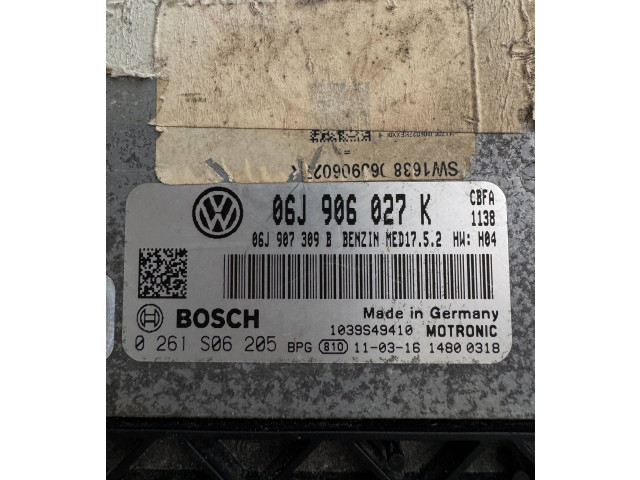 SW1638
06J 906 027 K CBFA
1138
06J 907 309 B BENZIN MED17.5.2 HW: H04
BOSCH Made in Germany
1039S49410 MOTRONIC
0 261 S06 205 BPG 810 11-03-16 1480 0318